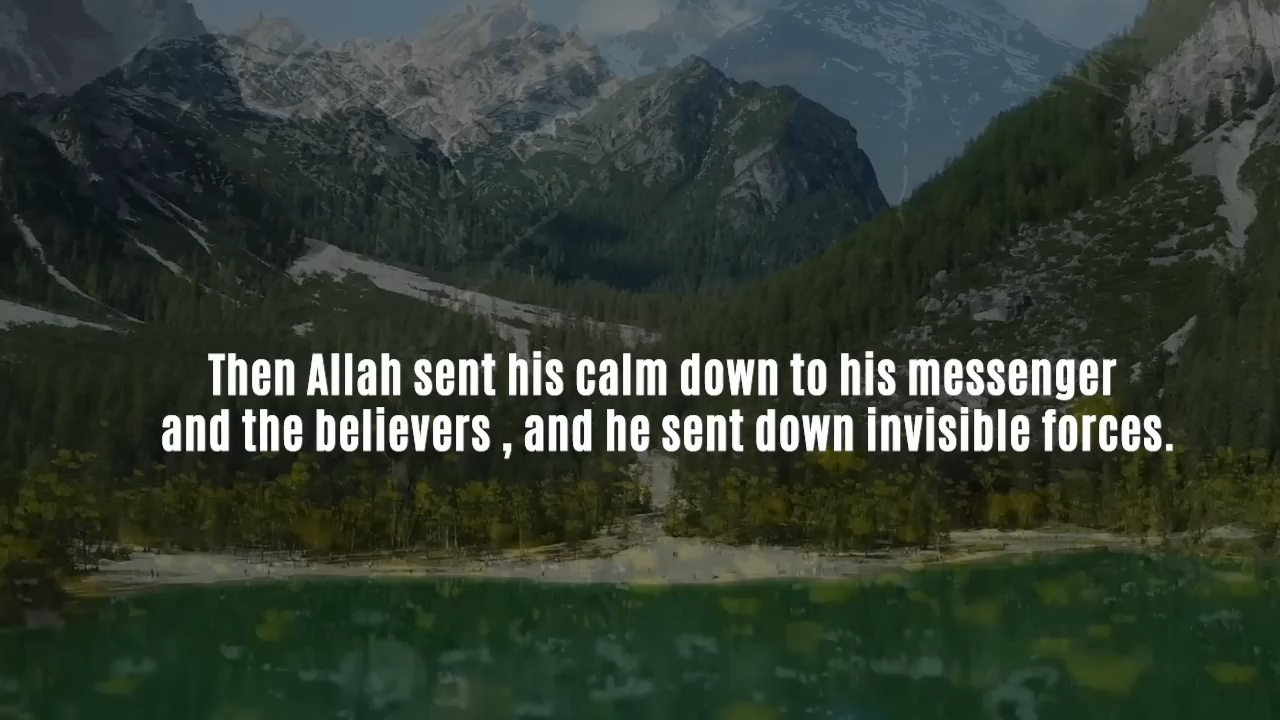 Then Allah sent his calm down to his messenger
and the believers , and he sent down invisible forces.